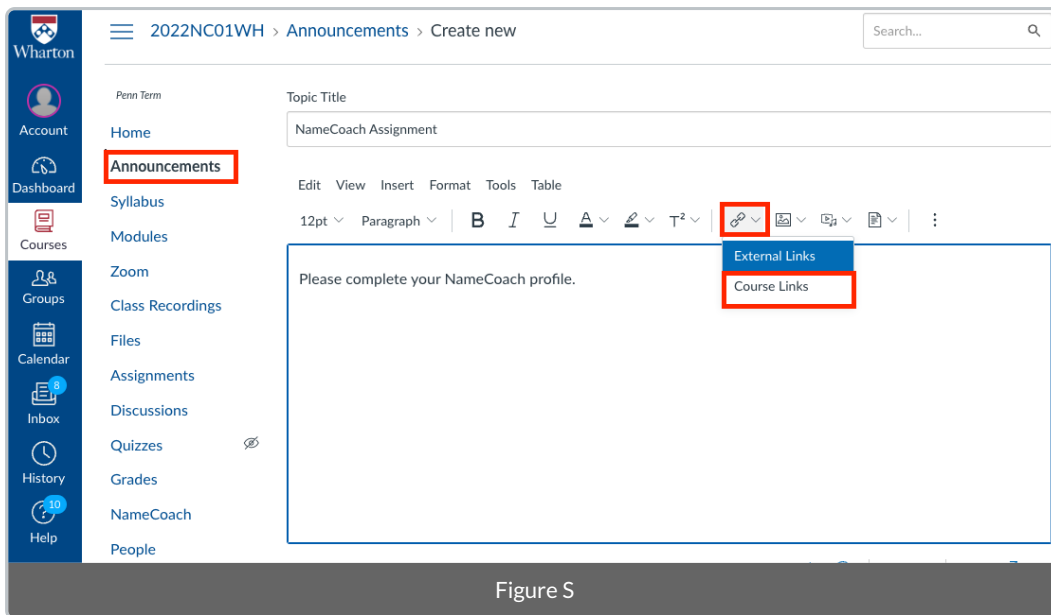 Wharton
Account
Dashboard
Courses
Groups
Calendar
8
Inbox
History
10
Help
2022NC01WH > Announcements > Create new
Search...
Penn Term
Home
Announcements
Syllabus
Modules
Zoom
Class Recordings
Files
Assignments
Discussions
Quizzes
Grades
NameCoach
People
Topic Title
NameCoach Assignment
Edit View Insert Format Tools Table
12pt Paragraph B I U A T²
External Links
Course Links
Please complete your NameCoach profile.
Figure S